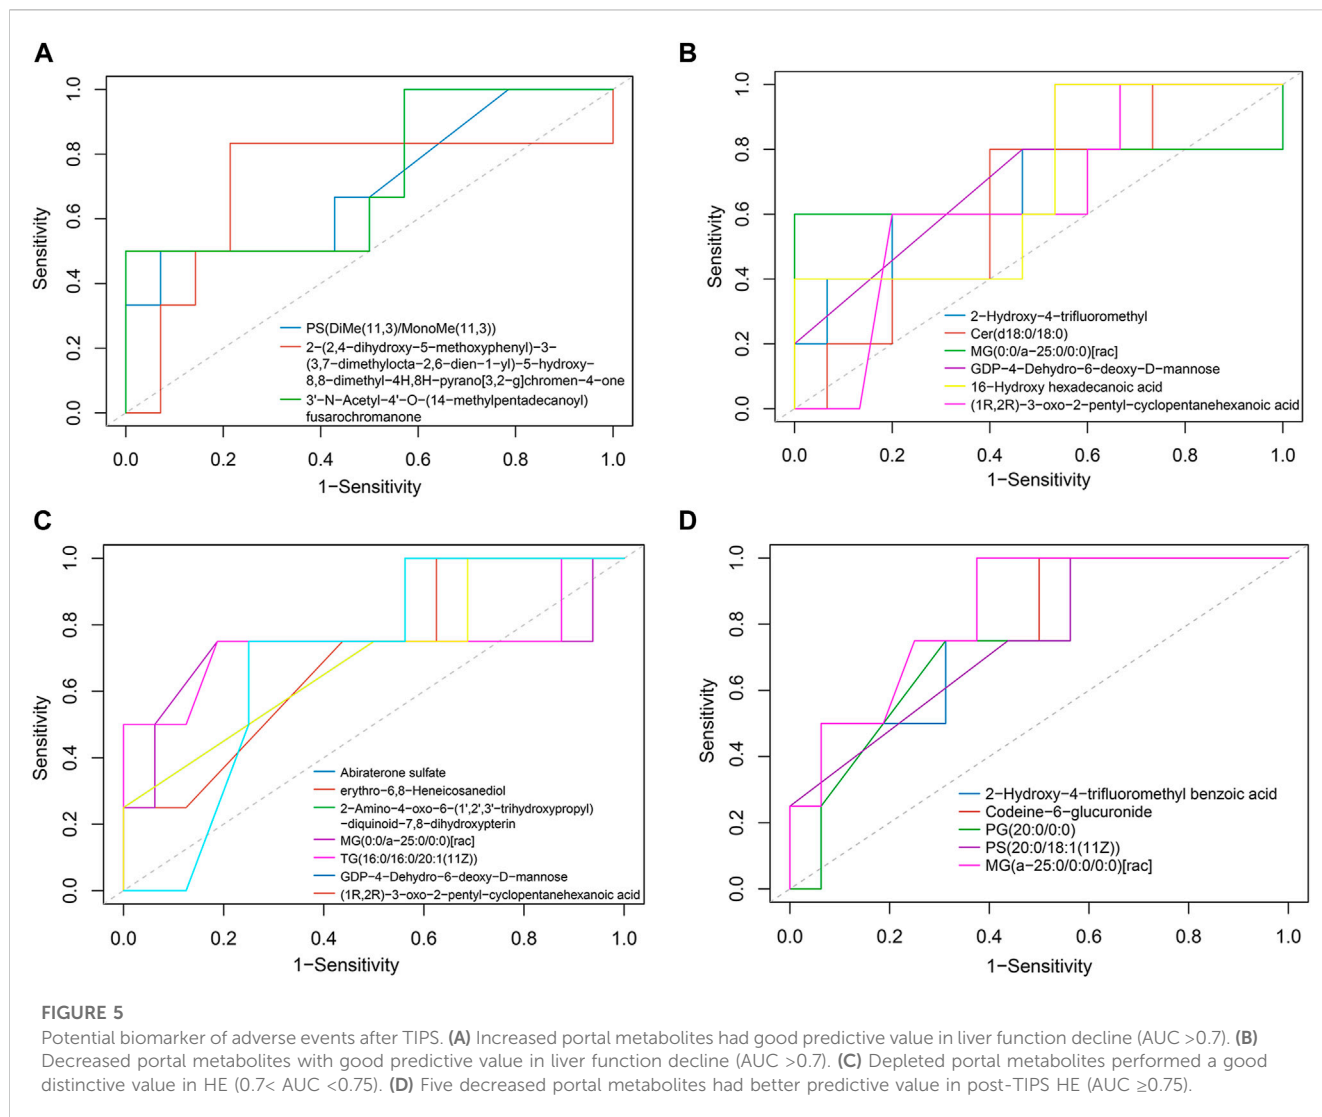 A
Sensitivity
0.0 0.2 0.4 0.6 0.8 1.0
PS(DiMe(11,3)/MonoMe(11,3))
2−(2,4−dihydroxy−5−methoxyphenyl)−3−
(3,7−dimethylocta−2,6−dien−1−yl)−5−hydroxy−
8,8−dimethyl−4H,8H−pyrano[3,2−g]chromen−4−one
3'−N−Acetyl−4'−O−(14−methylpentadecanoyl)
fusarochromanone
0.0 0.2 0.4 0.6 0.8 1.0
1−Sensitivity
B
Sensitivity
0.0 0.2 0.4 0.6 0.8 1.0
2−Hydroxy−4−trifluromethyl
Cer(d18:0/18:0)
MG(0:0/a−25:0/0:0)[rac]
GDP−4−Dehydro−6−deoxy−D−mannose
16−Hydroxy hexadecanoic acid
(1R,2R)−3−oxo−2−pentyl−cyclopentanehexanoic acid
0.0 0.2 0.4 0.6 0.8 1.0
1−Sensitivity
C
Sensitivity
0.0 0.2 0.4 0.6 0.8 1.0
Abiraterone sulfate
erythro−6,8−Heneicosanediol
2−Amino−4−oxo−6−(1',2',3'−trihydroxypropyl)
−diquinoid−7,8−dihydroxypterin
MG(0:0/a−25:0/0:0)[rac]
TG(16:0/16:0/20:1(11Z))
GDP−4−Dehydro−6−deoxy−D−mannose
(1R,2R)−3−oxo−2−pentyl−cyclopentanehexanoic acid
0.0 0.2 0.4 0.6 0.8 1.0
1−Sensitivity
D
Sensitivity
0.0 0.2 0.4 0.6 0.8 1.0
2−Hydroxy−4−trifluoromethyl benzoic acid
Codeine−6−glucuronide
PG(20:0/0:0)
PS(20:0/18:1(11Z))
MG(a−25:0/0:0/0:0)[rac]
0.0 0.2 0.4 0.6 0.8 1.0
1−Sensitivity
FIGURE 5
Potential biomarker of adverse events after TIPS. (A) Increased portal metabolites had good predictive value in liver function decline (AUC >0.7). (B)
Decreased portal metabolites with good predictive value in liver function decline (AUC >0.7). (C) Depleted portal metabolites performed a good
distinctive value in HE (0.7< AUC <0.75). (D) Five decreased portal metabolites had better predictive value in post-TIPS HE (AUC ≥0.75).